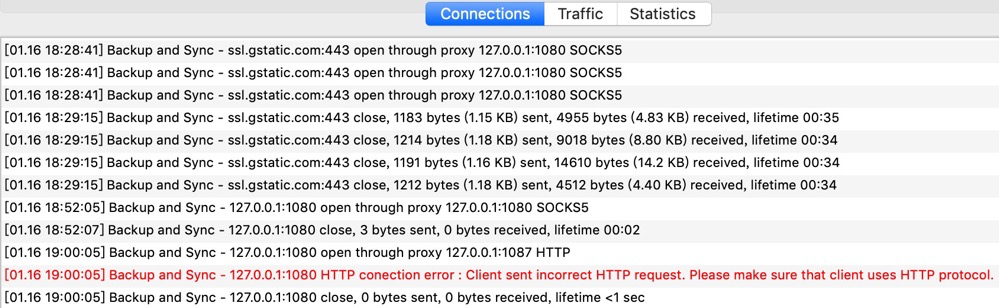 Connections Traffic Statistics
[01.16 18:28:41] Backup and Sync - ssl.gstatic.com:443 open through proxy 127.0.0.1:1080 SOCKS5
[01.16 18:28:41] Backup and Sync - ssl.gstatic.com:443 open through proxy 127.0.0.1:1080 SOCKS5
[01.16 18:28:41] Backup and Sync - ssl.gstatic.com:443 open through proxy 127.0.0.1:1080 SOCKS5
[01.16 18:29:15] Backup and Sync - ssl.gstatic.com:443 close, 1183 bytes (1.15 KB) sent, 4955 bytes (4.83 KB) received, lifetime 00:35
[01.16 18:29:15] Backup and Sync - ssl.gstatic.com:443 close, 1214 bytes (1.18 KB) sent, 9018 bytes (8.80 KB) received, lifetime 00:34
[01.16 18:29:15] Backup and Sync - ssl.gstatic.com:443 close, 1191 bytes (1.16 KB) sent, 14610 bytes (14.2 KB) received, lifetime 00:34
[01.16 18:29:15] Backup and Sync - ssl.gstatic.com:443 close, 1212 bytes (1.18 KB) sent, 4512 bytes (4.40 KB) received, lifetime 00:34
[01.16 18:52:05] Backup and Sync - 127.0.0.1:1080 open through proxy 127.0.0.1:1080 SOCKS5
[01.16 18:52:07] Backup and Sync - 127.0.0.1:1080 close, 3 bytes sent, 0 bytes received, lifetime 00:02
[01.16 19:00:05] Backup and Sync - 127.0.0.1:1080 open through proxy 127.0.0.1:1087 HTTP
[01.16 19:00:05] Backup and Sync - 127.0.0.1:1080 HTTP conection error : Client sent incorrect HTTP request. Please make sure that client uses HTTP protocol.
[01.16 19:00:05] Backup and Sync - 127.0.0.1:1080 close, 0 bytes sent, 0 bytes received, lifetime <1 sec